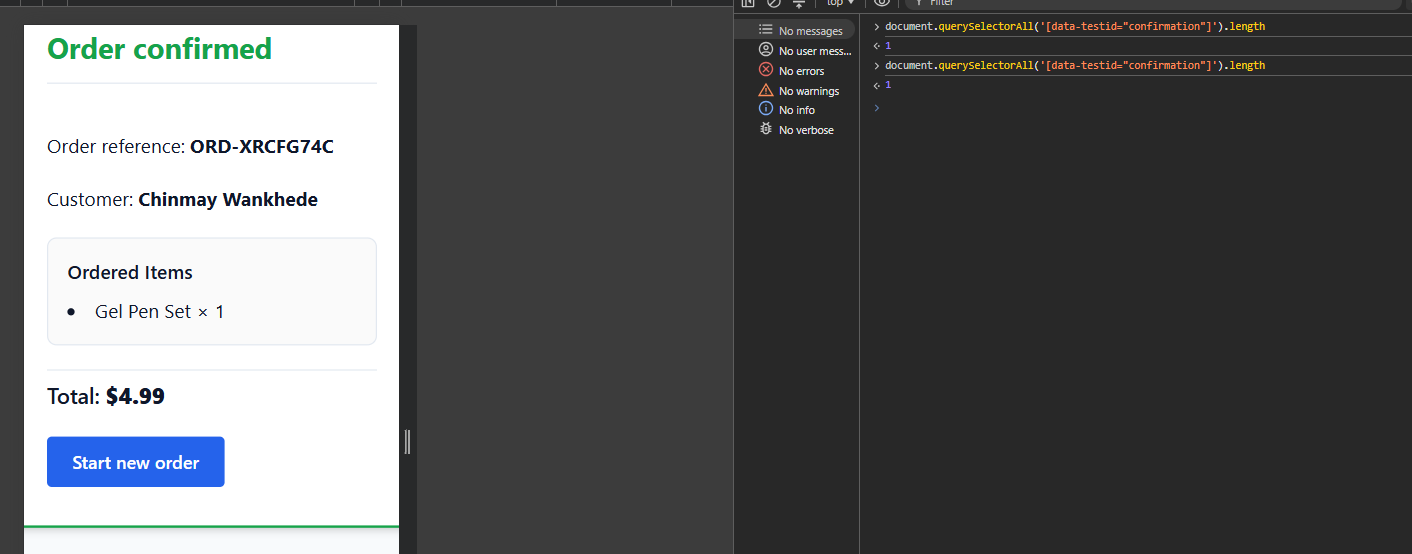 Order confirmed
Order reference: ORD-XRCFG74C
Customer: Chinmay Wankhede
Ordered Items
• Gel Pen Set × 1
Total: $4.99
Start new order
top
Filter
No messages
No user mess...
No errors
No warnings
No info
No verbose
> document.querySelectorAll('[data-testid="confirmation"]').length
1
> document.querySelectorAll('[data-testid="confirmation"]').length
1
>